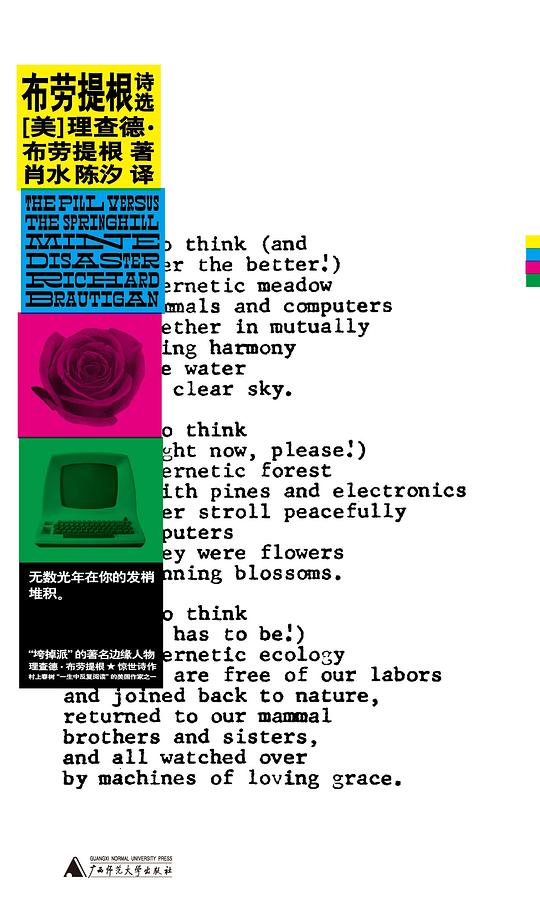 布劳提根诗选
[美]理查德·
布劳提根 著
肖水 陈汐 译
THE PILL VERSUS
THE SPRINGHILL
MINE
DISASTER
RICHARD
BRAUTIGAN
无数光年在你的发梢
堆积。
“垮掉派”的著名边缘人物
理查德·布劳提根★惊世诗作
村上春树“一生中反复阅读”的美国作家之一
o think (and
er the better!)
ernetic meadow
mmals and computers
ether in mutually
ing harmony
e water
clear sky.
o think
ght now, please!)
ernetic forest
ith pines and electronics
er stroll peacefully
puters
ey were flowers
nning blossoms.
o think
has to be!)
ernetic ecology
are free of our labors
and joined back to nature,
returned to our mammal
brothers and sisters,
and all watched over
by machines of loving grace.
GUANGXI NORMAL UNIVERSITY PRESS
广西师范大学出版社